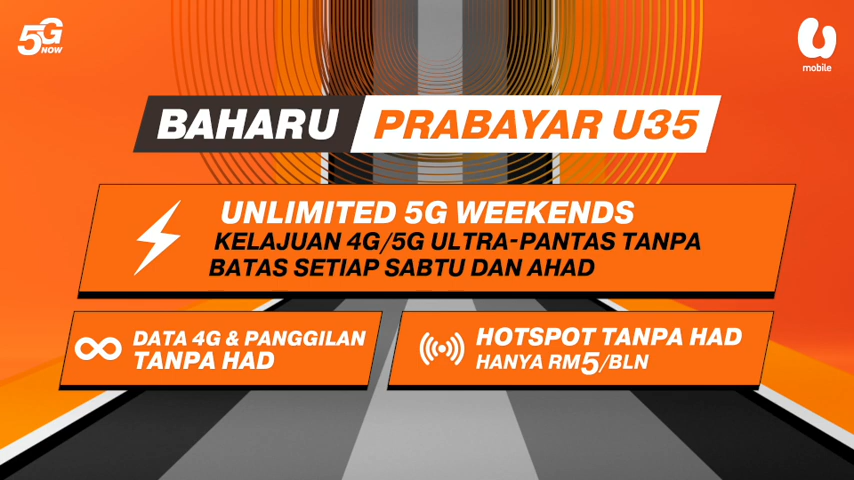 5G
NOW
U
mobile
BAHARU PRABAYAR U35
UNLIMITED 5G WEEKENDS
KELAJUAN 4G/5G ULTRA-PANTAS TANPA
BATAS SETIAP SABTU DAN AHAD
DATA 4G & PANGGILAN
TANPA HAD
HOTSPOT TANPA HAD
HANYA RM5/BLN